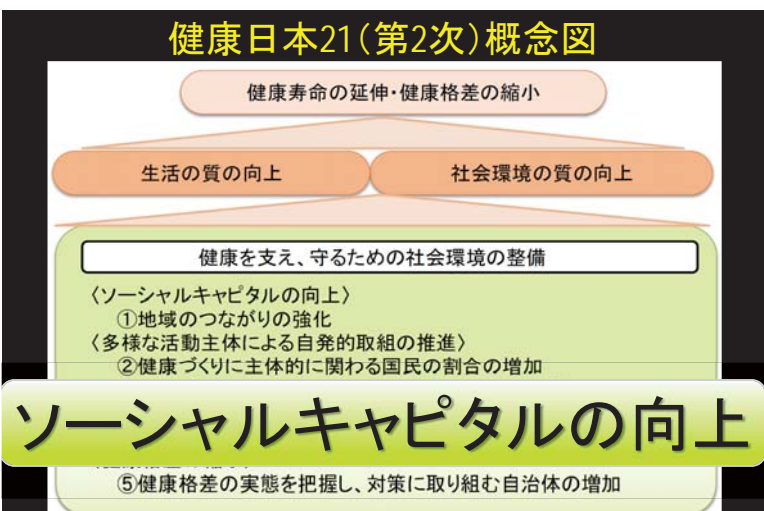 健康日本21(第2次)概念図
健康寿命の延伸・健康格差の縮小
生活の質の向上 社会環境の質の向上
健康を支え、守るための社会環境の整備
〈ソーシャルキャピタルの向上〉
①地域のつながりの強化
〈多様な活動主体による自発的取組の推進〉
②健康づくりに主体的に関わる国民の割合の増加
ソーシャルキャピタルの向上
⑤健康格差の実態を把握し、対策に取り組む自治体の増加